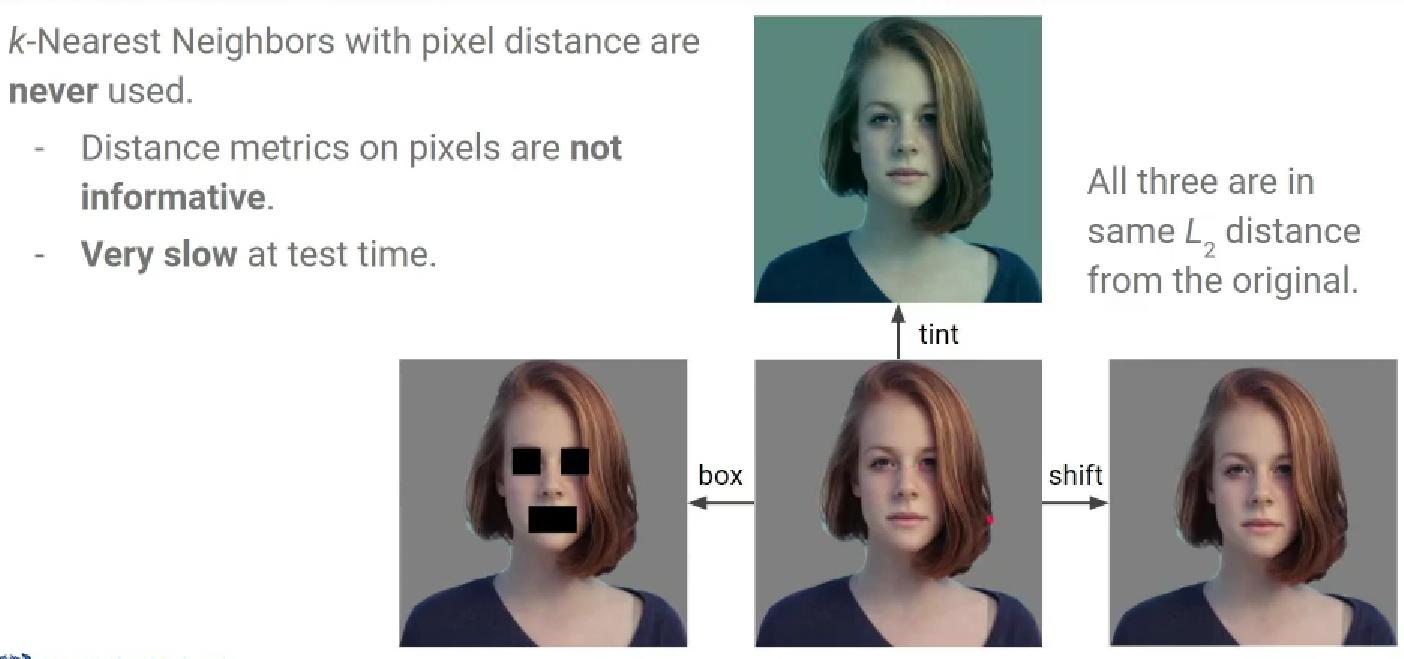 k-Nearest Neighbors with pixel distance are
never used.
- Distance metrics on pixels are not
informative.
- Very slow at test time.
All three are in
same L2 distance
from the original.
tint
box
shift